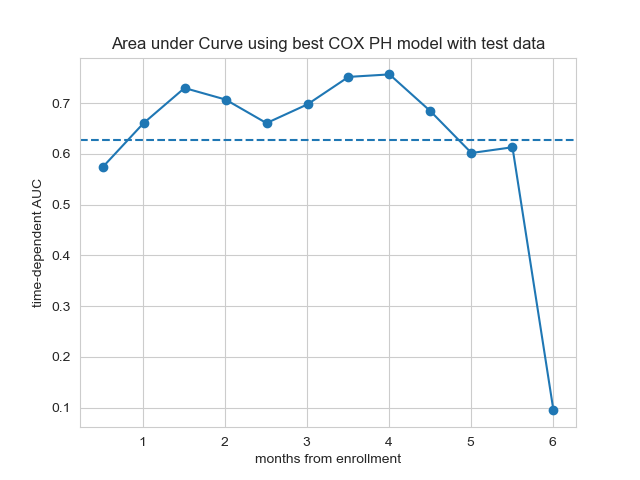 Area under Curve using best COX PH model with test data
time-dependent AUC
0.7
0.6
0.5
0.4
0.3
0.2
0.1
1 2 3 4 5 6
months from enrollment